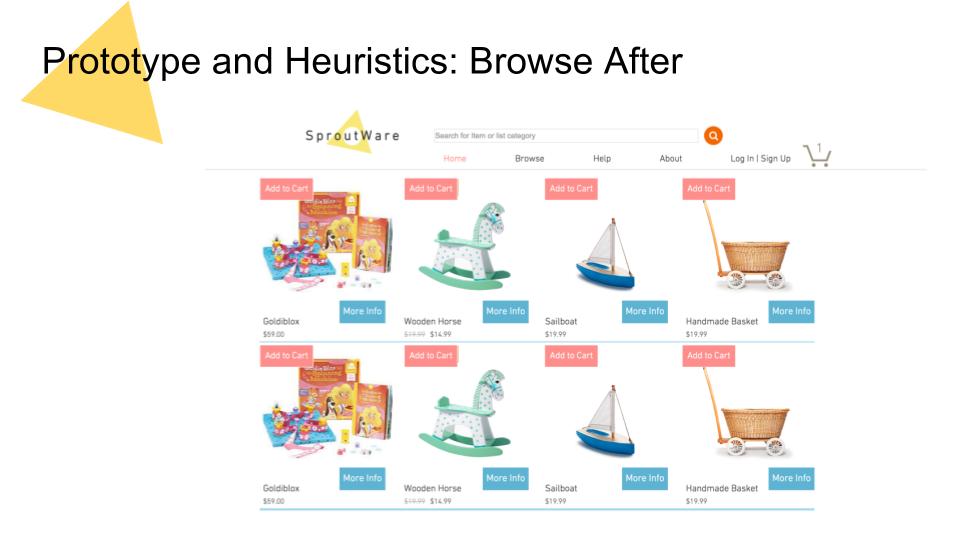 Prototype and Heuristics: Browse After
SproutWare
Search for Item or list category
Home Browse Help About Log In | Sign Up 1
Add to Cart Add to Cart Add to Cart Add to Cart
More Info More Info More Info More Info
Goldiblox Wooden Horse Sailboat Handmade Basket
$59.00 $19.99 $14.99 $19.99 $19.99
Add to Cart Add to Cart Add to Cart Add to Cart
More Info More Info More Info More Info
Goldiblox Wooden Horse Sailboat Handmade Basket
$59.00 $19.99 $14.99 $19.99 $19.99